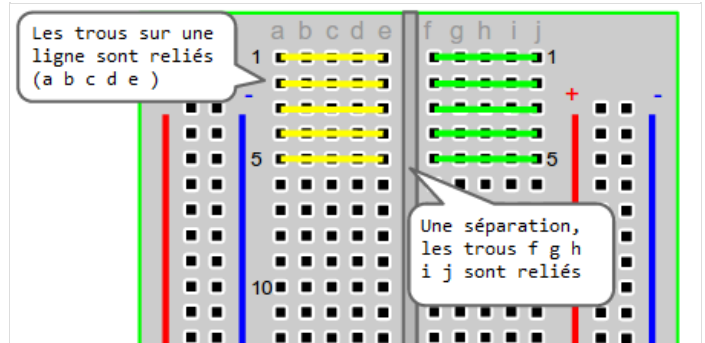 Les trous sur une
ligne sont reliés
(a b c d e )
a b c d e f g h i j
1 1
- + -
5 5
Une séparation,
les trous f g h
i j sont reliés
10